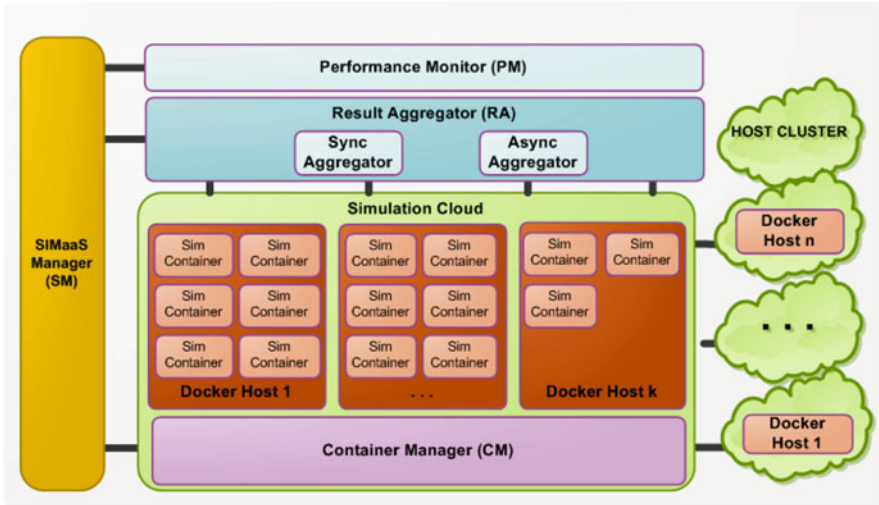 Performance Monitor (PM)
Result Aggregator (RA)
Sync
Aggregator
Async
Aggregator
HOST CLUSTER
SIMaaS
Manager
(SM)
Simulation Cloud
Sim
Container
Sim
Container
Sim
Container
Sim
Container
Sim
Container
Sim
Container
Docker Host 1
Sim
Container
Sim
Container
Sim
Container
Sim
Container
Sim
Container
Sim
Container
. . .
Sim
Container
Sim
Container
Sim
Container
Docker Host k
Container Manager (CM)
Docker
Host n
. . .
Docker
Host 1